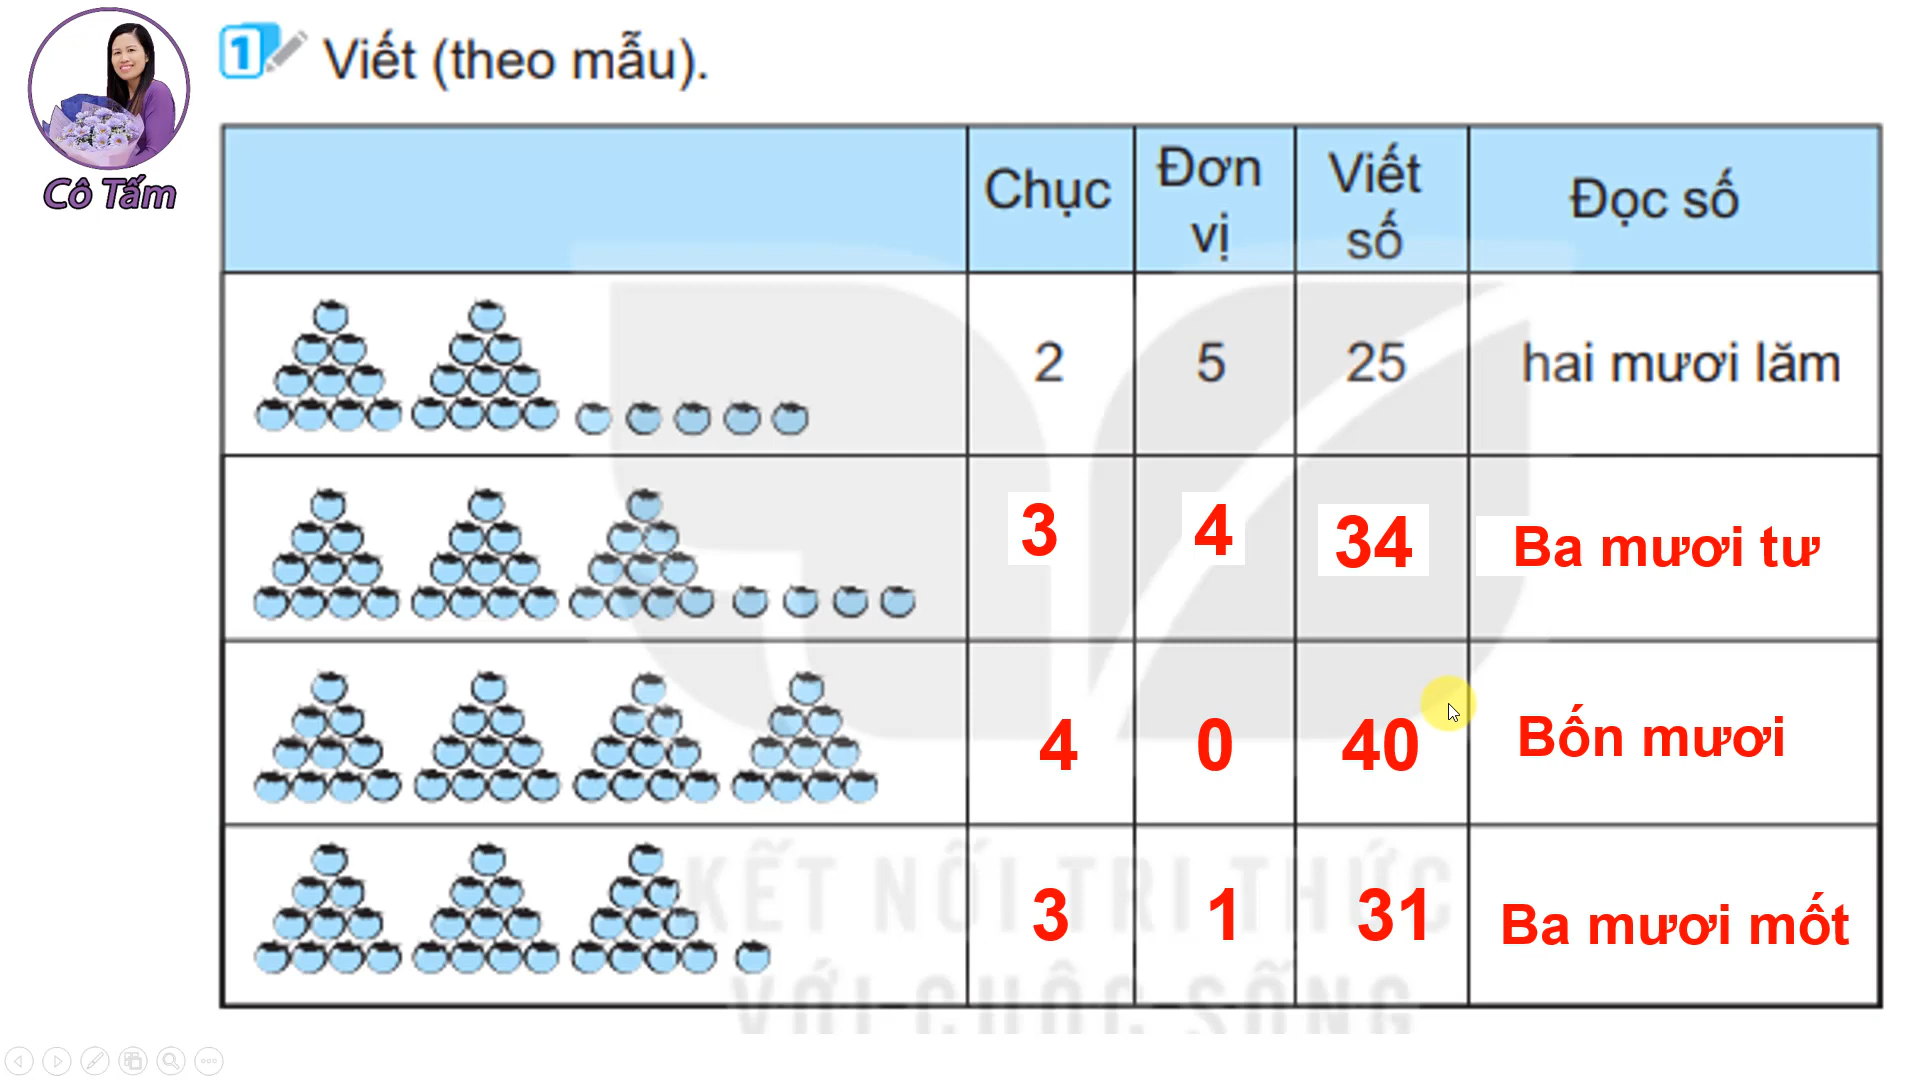 1 Viết (theo mẫu).
Cô Tấm
Chục Đơn vị Viết số Đọc số
2 5 25 hai mươi lăm
3 4 34 Ba mươi tư
4 0 40 Bốn mươi
3 1 31 Ba mươi mốt
KẾT NỐI TRI THỨC
VỚI CUỘC SỐNG